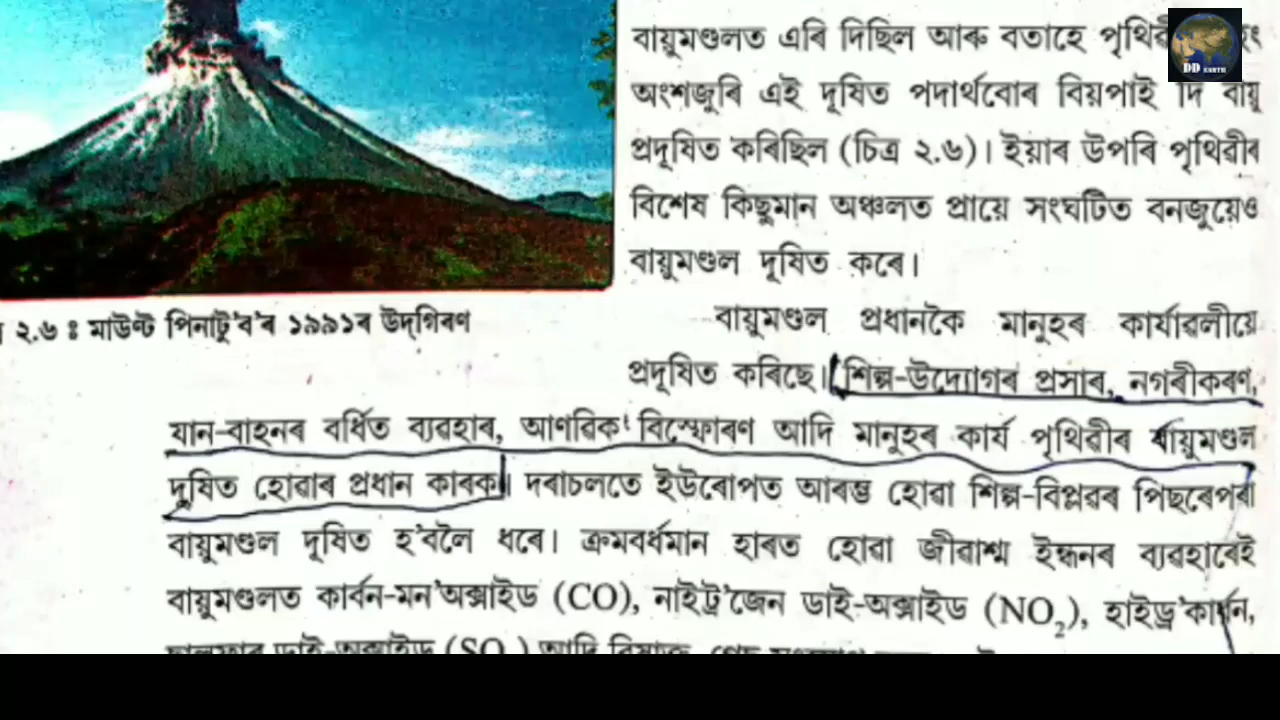 বায়ুমণ্ডলত এৰি দিছিল আৰু বতাহে
DD EARTH
অংশজুৰি এই দূষিত পদাৰ্থবোৰ বিয়পাই দি বায়ু
প্ৰদূষিত কৰিছিল (চিত্ৰ ২.৬)। ইয়াৰ উপৰি পৃথিৱীৰ
বিশেষ কিছুমান অঞ্চলত প্ৰায়ে সংঘটিত বনজুয়েও
বায়ুমণ্ডল দূষিত কৰে।
২.৬ ঃ মাউণ্ট পিনাটু'ব'ৰ ১৯৯১ৰ উদ্‌গিৰণ
বায়ুমণ্ডল প্ৰধানকৈ মানুহৰ কাৰ্যাৱলীয়ে
প্ৰদূষিত কৰিছে। শিল্প-উদ্যোগৰ প্ৰসাৰ, নগৰীকৰণ,
যান-বাহনৰ বৰ্ধিত ব্যৱহাৰ, আণৱিক বিস্ফোৰণ আদি মানুহৰ কাৰ্য পৃথিৱীৰ বায়ুমণ্ডল
দূষিত হোৱাৰ প্ৰধান কাৰক। দৰাচলতে ইউৰোপত আৰম্ভ হোৱা শিল্প-বিপ্লৱৰ পিছৰেপৰা
বায়ুমণ্ডল দূষিত হ'বলৈ ধৰে। ক্ৰমবৰ্ধমান হাৰত হোৱা জীৱাশ্ম ইন্ধনৰ ব্যৱহাৰেই
বায়ুমণ্ডলত কাৰ্বন-মন'অক্সাইড (CO), নাইট্ৰ'জেন ডাই-অক্সাইড (NO₂), হাইড্ৰ'কাৰ্বন,
ডাই-অক্সাইড